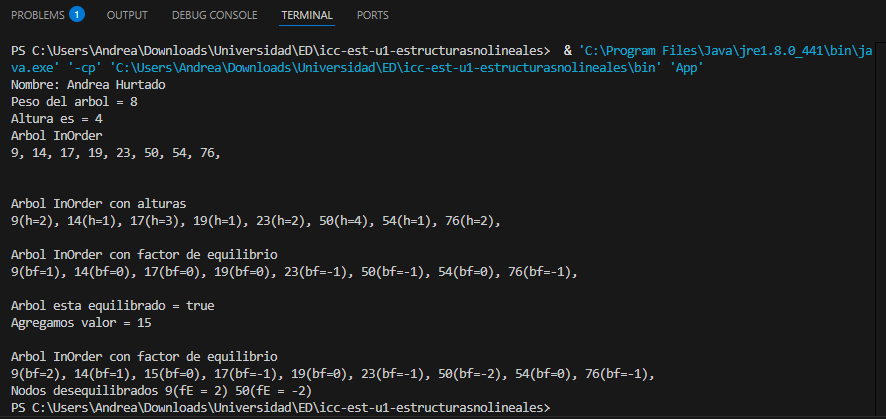 PROBLEMS 1 OUTPUT DEBUG CONSOLE TERMINAL PORTS
PS C:\Users\Andrea\Downloads\Universidad\ED\icc-est-u1-estructurasnolineales>  & 'C:\Program Files\Java\jre1.8.0_441\bin\ja
va.exe' '-cp' 'C:\Users\Andrea\Downloads\Universidad\ED\icc-est-u1-estructurasnolineales\bin' 'App'
Nombre: Andrea Hurtado
Peso del arbol = 8
Altura es = 4
Arbol InOrder
9, 14, 17, 19, 23, 50, 54, 76,
Arbol InOrder con alturas
9(h=2), 14(h=1), 17(h=3), 19(h=1), 23(h=2), 50(h=4), 54(h=1), 76(h=2),
Arbol InOrder con factor de equilibrio
9(bf=1), 14(bf=0), 17(bf=0), 19(bf=0), 23(bf=-1), 50(bf=-1), 54(bf=0), 76(bf=-1),
Arbol esta equilibrado = true
Agregamos valor = 15
Arbol InOrder con factor de equilibrio
9(bf=2), 14(bf=1), 15(bf=0), 17(bf=-1), 19(bf=0), 23(bf=-1), 50(bf=-2), 54(bf=0), 76(bf=-1),
Nodos desequilibrados 9(fE = 2) 50(fE = -2)
PS C:\Users\Andrea\Downloads\Universidad\ED\icc-est-u1-estructurasnolineales>